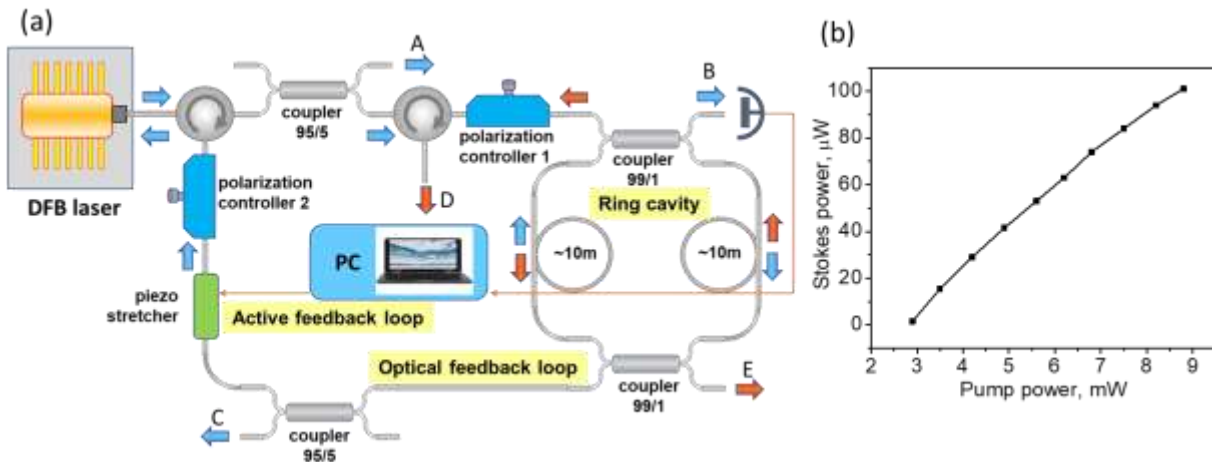 (a)
A
B
coupler
95/5
polarization
controller 1
coupler
99/1
D
Ring cavity
polarization
controller 2
DFB laser
PC
~10m
~10m
piezo
stretcher
Active feedback loop
Optical feedback loop
E
coupler
99/1
C
coupler
95/5
(b)
100
80
60
40
20
0
Stokes power, μW
2 3 4 5 6 7 8 9
Pump power, mW